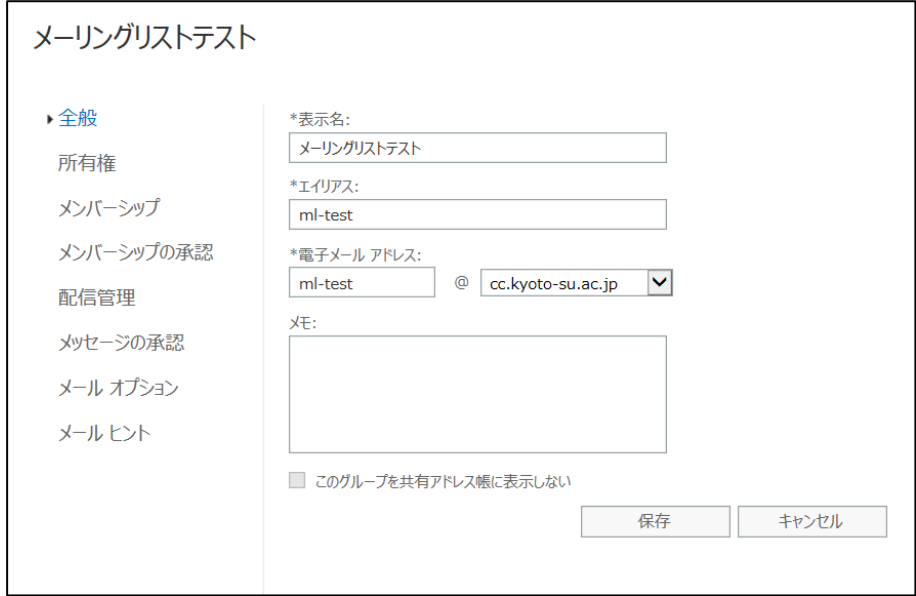 メーリングリストテスト
全般
所有権
メンバーシップ
メンバーシップの承認
配信管理
メッセージの承認
メール オプション
メール ヒント
*表示名:
メーリングリストテスト
*エイリアス:
ml-test
*電子メール アドレス:
ml-test @ cc.kyoto-su.ac.jp
メモ:
このグループを共有アドレス帳に表示しない
保存 キャンセル